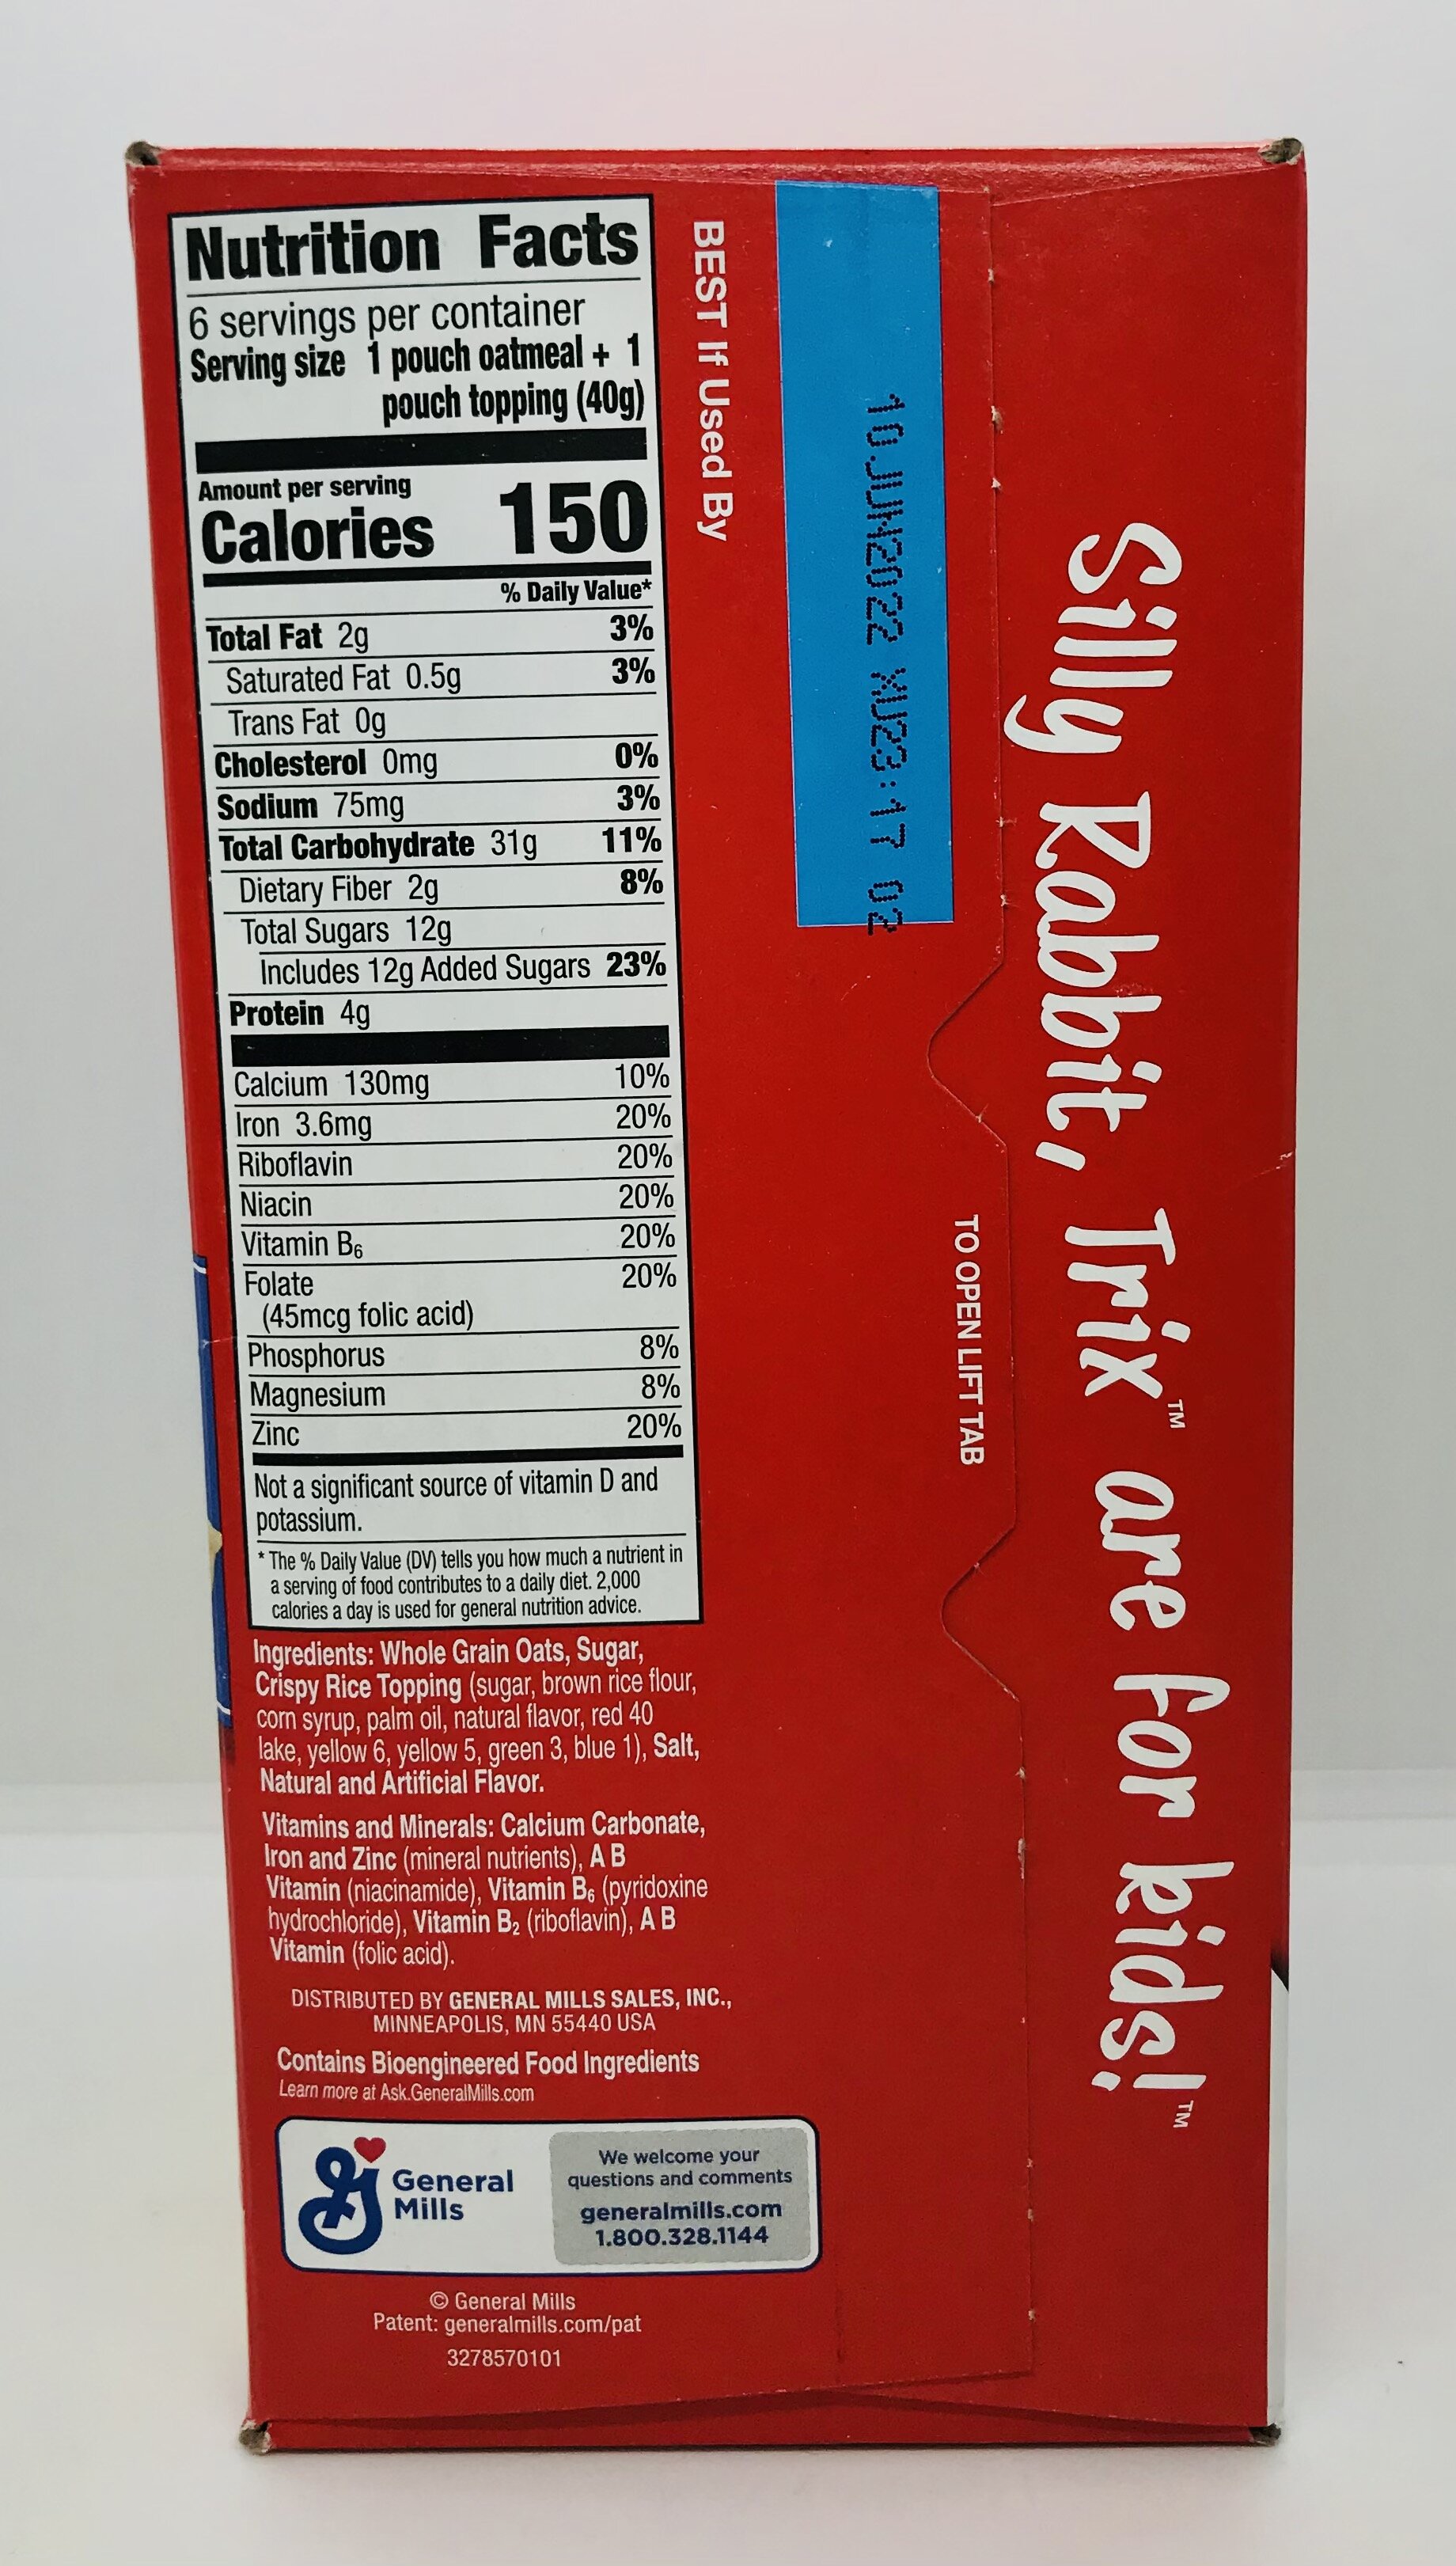 Nutrition Facts
6 servings per container
Serving size 1 pouch oatmeal + 1
pouch topping (40g)
Amount per serving
Calories 150
% Daily Value*
Total Fat 2g 3%
Saturated Fat 0.5g 3%
Trans Fat 0g
Cholesterol 0mg 0%
Sodium 75mg 3%
Total Carbohydrate 31g 11%
Dietary Fiber 2g 8%
Total Sugars 12g
Includes 12g Added Sugars 23%
Protein 4g
Calcium 130mg 10%
Iron 3.6mg 20%
Riboflavin 20%
Niacin 20%
Vitamin B₆ 20%
Folate 20%
(45mcg folic acid)
Phosphorus 8%
Magnesium 8%
Zinc 20%
Not a significant source of vitamin D and
potassium.
* The % Daily Value (DV) tells you how much a nutrient in
a serving of food contributes to a daily diet. 2,000
calories a day is used for general nutrition advice.
Ingredients: Whole Grain Oats, Sugar,
Crispy Rice Topping (sugar, brown rice flour,
corn syrup, palm oil, natural flavor, red 40
lake, yellow 6, yellow 5, green 3, blue 1), Salt,
Natural and Artificial Flavor.
Vitamins and Minerals: Calcium Carbonate,
Iron and Zinc (mineral nutrients), A B
Vitamin (niacinamide), Vitamin B₆ (pyridoxine
hydrochloride), Vitamin B₂ (riboflavin), A B
Vitamin (folic acid).
DISTRIBUTED BY GENERAL MILLS SALES, INC.,
MINNEAPOLIS, MN 55440 USA
Contains Bioengineered Food Ingredients
Learn more at Ask.GeneralMills.com
General
Mills
We welcome your
questions and comments
generalmills.com
1.800.328.1144
© General Mills
Patent: generalmills.com/pat
3278570101
BEST If Used By
10JUN2022 XU23:17 02
TO OPEN LIFT TAB
Silly Rabbit, Trix™ are for kids!™